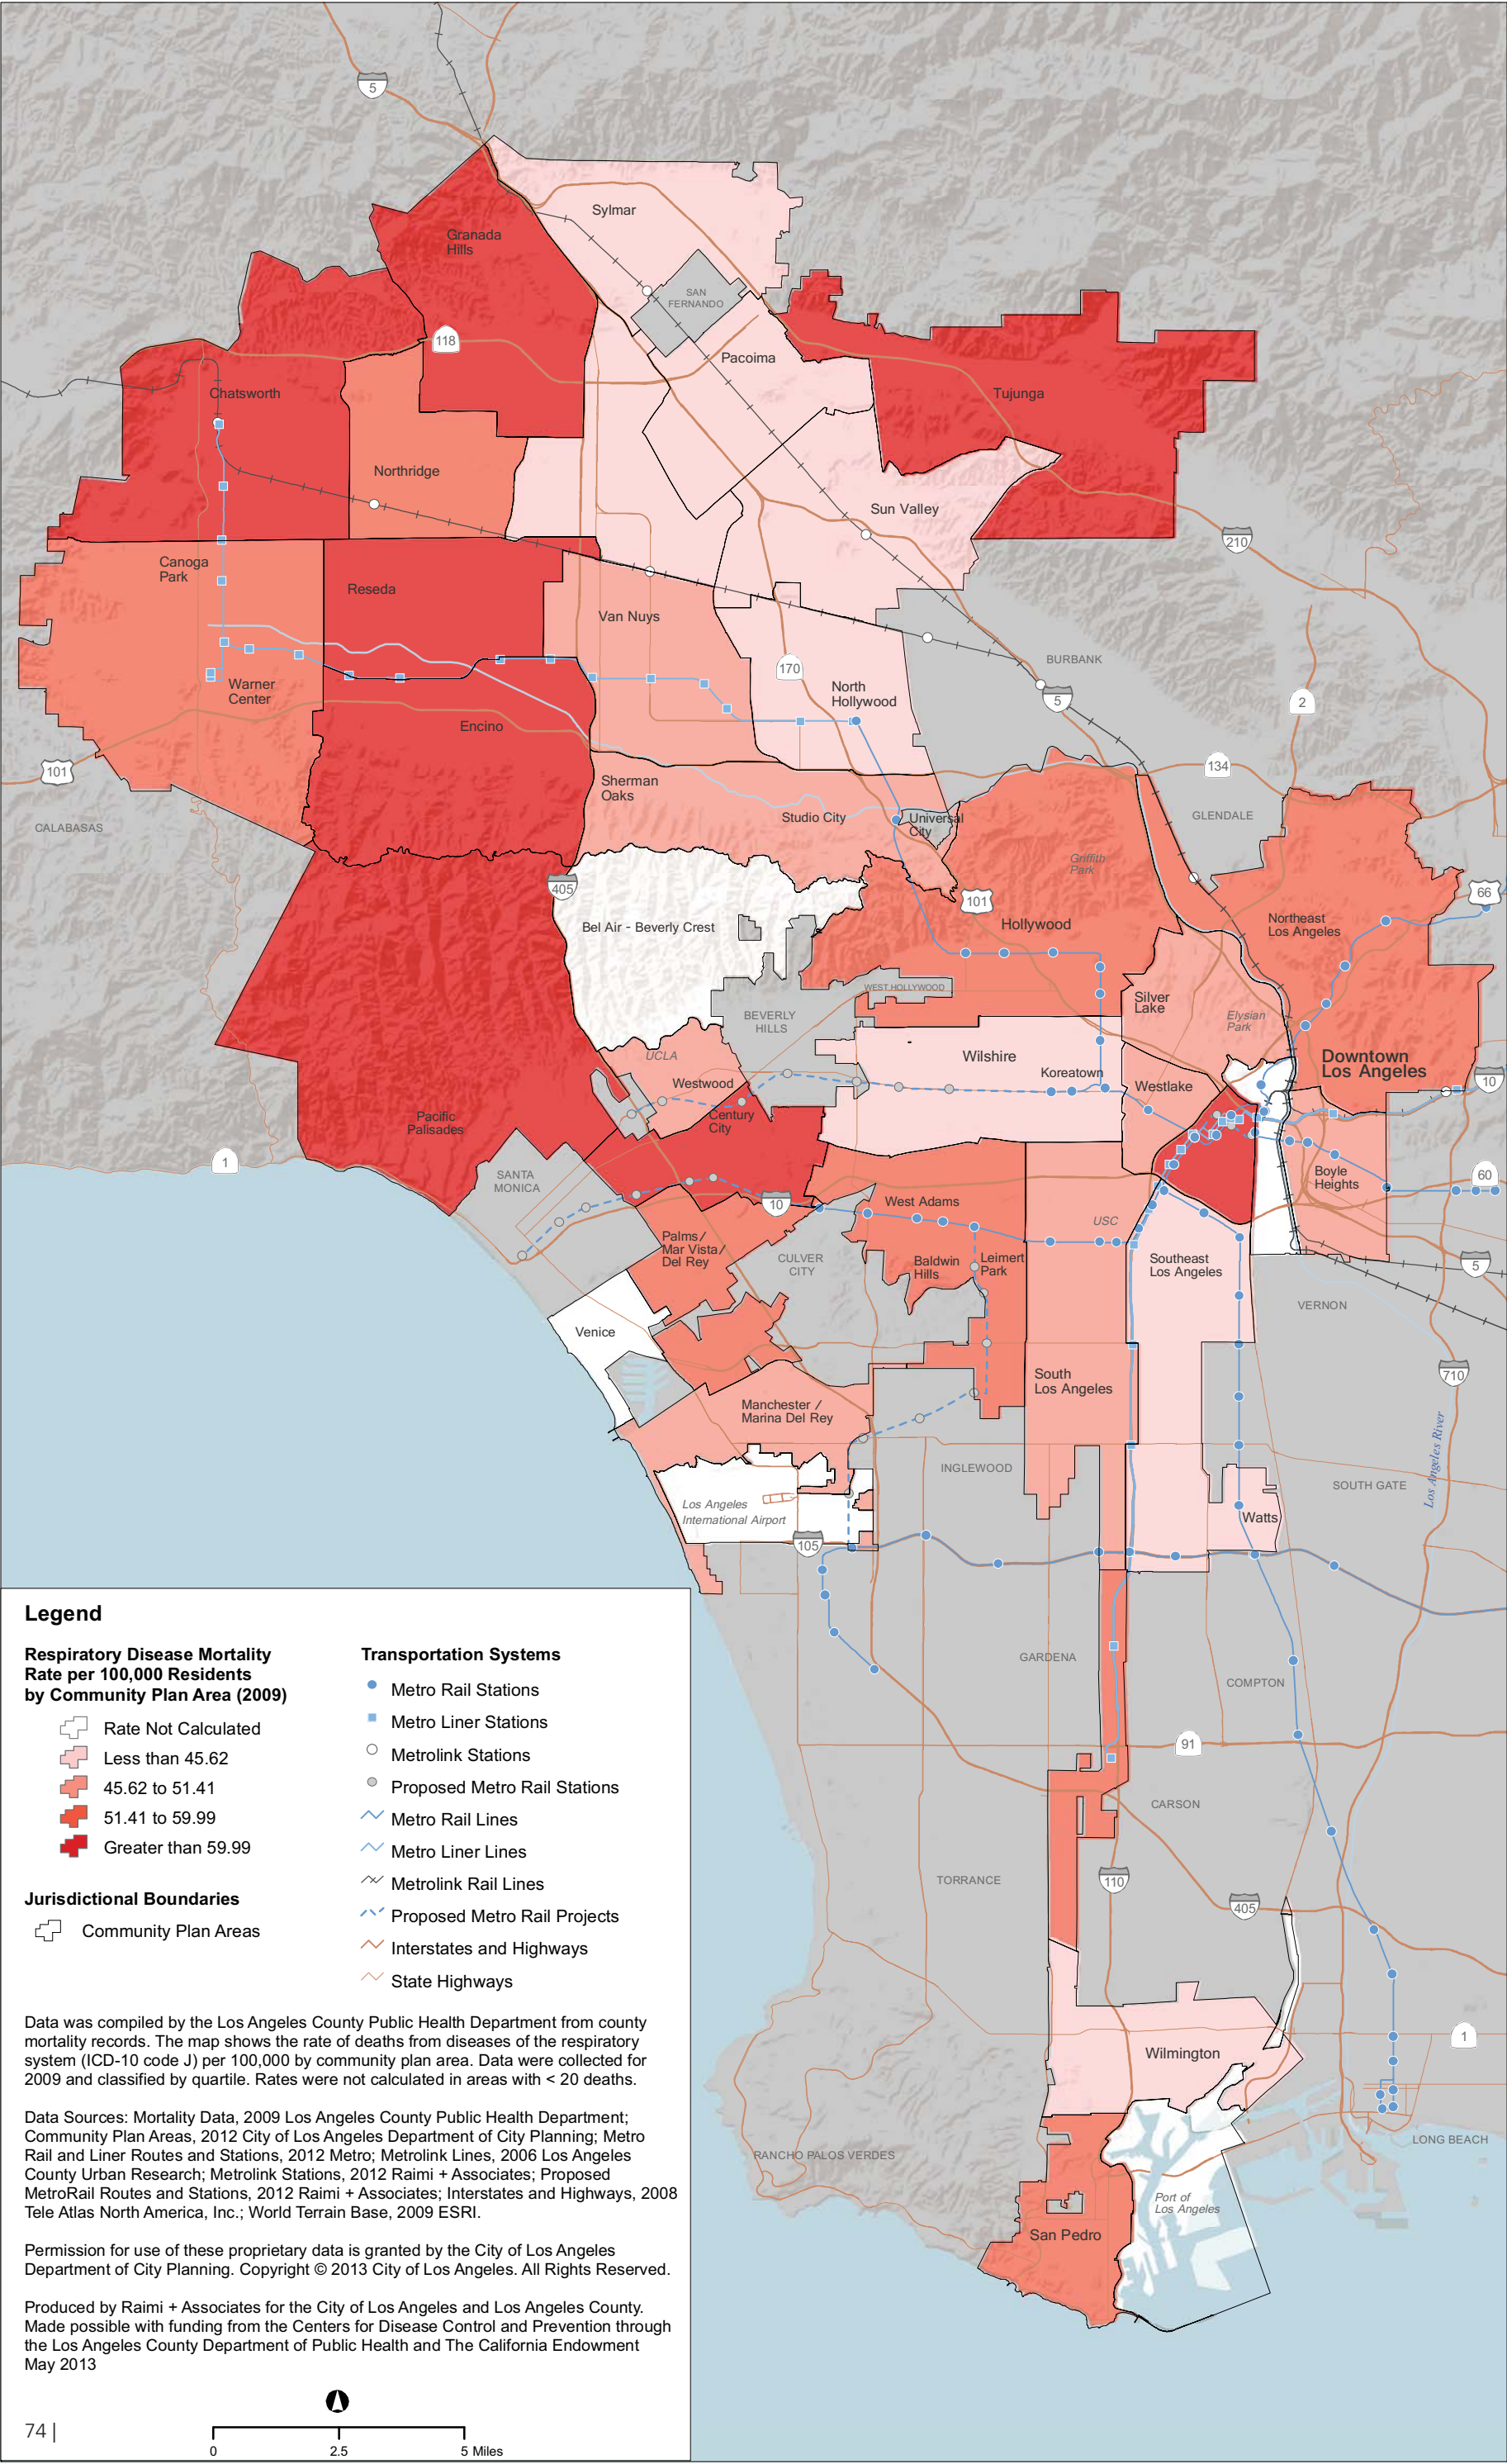 5
Sylmar
Granada
Hills
SAN
FERNANDO
118
Pacoima
Chatsworth
Tujunga
Northridge
Sun Valley
210
Canoga
Park
Reseda
Van Nuys
BURBANK
170
Warner
Center
North
Hollywood
5
2
Encino
101
134
Sherman
Oaks
Studio City
Universal
City
GLENDALE
CALABASAS
Griffith
Park
405
101
66
Bel Air - Beverly Crest
Hollywood
Northeast
Los Angeles
WEST HOLLYWOOD
Silver
Lake
BEVERLY
HILLS
Elysian
Park
UCLA
Wilshire
Koreatown
Downtown
Los Angeles
10
Westwood
Westlake
Century
City
Pacific
Palisades
1
SANTA
MONICA
Boyle
Heights
60
10
West Adams
USC
Palms/
Mar Vista/
Del Rey
CULVER
CITY
Baldwin
Hills
Leimert
Park
Southeast
Los Angeles
5
VERNON
Venice
South
Los Angeles
710
Manchester /
Marina Del Rey
INGLEWOOD
Los Angeles River
SOUTH GATE
Los Angeles
International Airport
Watts
105
GARDENA
COMPTON
91
CARSON
TORRANCE
110
405
1
Wilmington
RANCHO PALOS VERDES
LONG BEACH
Port of
Los Angeles
San Pedro
Legend
Respiratory Disease Mortality
Rate per 100,000 Residents
by Community Plan Area (2009)
Rate Not Calculated
Less than 45.62
45.62 to 51.41
51.41 to 59.99
Greater than 59.99
Jurisdictional Boundaries
Community Plan Areas
Transportation Systems
Metro Rail Stations
Metro Liner Stations
Metrolink Stations
Proposed Metro Rail Stations
Metro Rail Lines
Metro Liner Lines
Metrolink Rail Lines
Proposed Metro Rail Projects
Interstates and Highways
State Highways
Data was compiled by the Los Angeles County Public Health Department from county
mortality records. The map shows the rate of deaths from diseases of the respiratory
system (ICD-10 code J) per 100,000 by community plan area. Data were collected for
2009 and classified by quartile. Rates were not calculated in areas with < 20 deaths.
Data Sources: Mortality Data, 2009 Los Angeles County Public Health Department;
Community Plan Areas, 2012 City of Los Angeles Department of City Planning; Metro
Rail and Liner Routes and Stations, 2012 Metro; Metrolink Lines, 2006 Los Angeles
County Urban Research; Metrolink Stations, 2012 Raimi + Associates; Proposed
MetroRail Routes and Stations, 2012 Raimi + Associates; Interstates and Highways, 2008
Tele Atlas North America, Inc.; World Terrain Base, 2009 ESRI.
Permission for use of these proprietary data is granted by the City of Los Angeles
Department of City Planning. Copyright © 2013 City of Los Angeles. All Rights Reserved.
Produced by Raimi + Associates for the City of Los Angeles and Los Angeles County.
Made possible with funding from the Centers for Disease Control and Prevention through
the Los Angeles County Department of Public Health and The California Endowment
May 2013
74 |
0 2.5 5 Miles